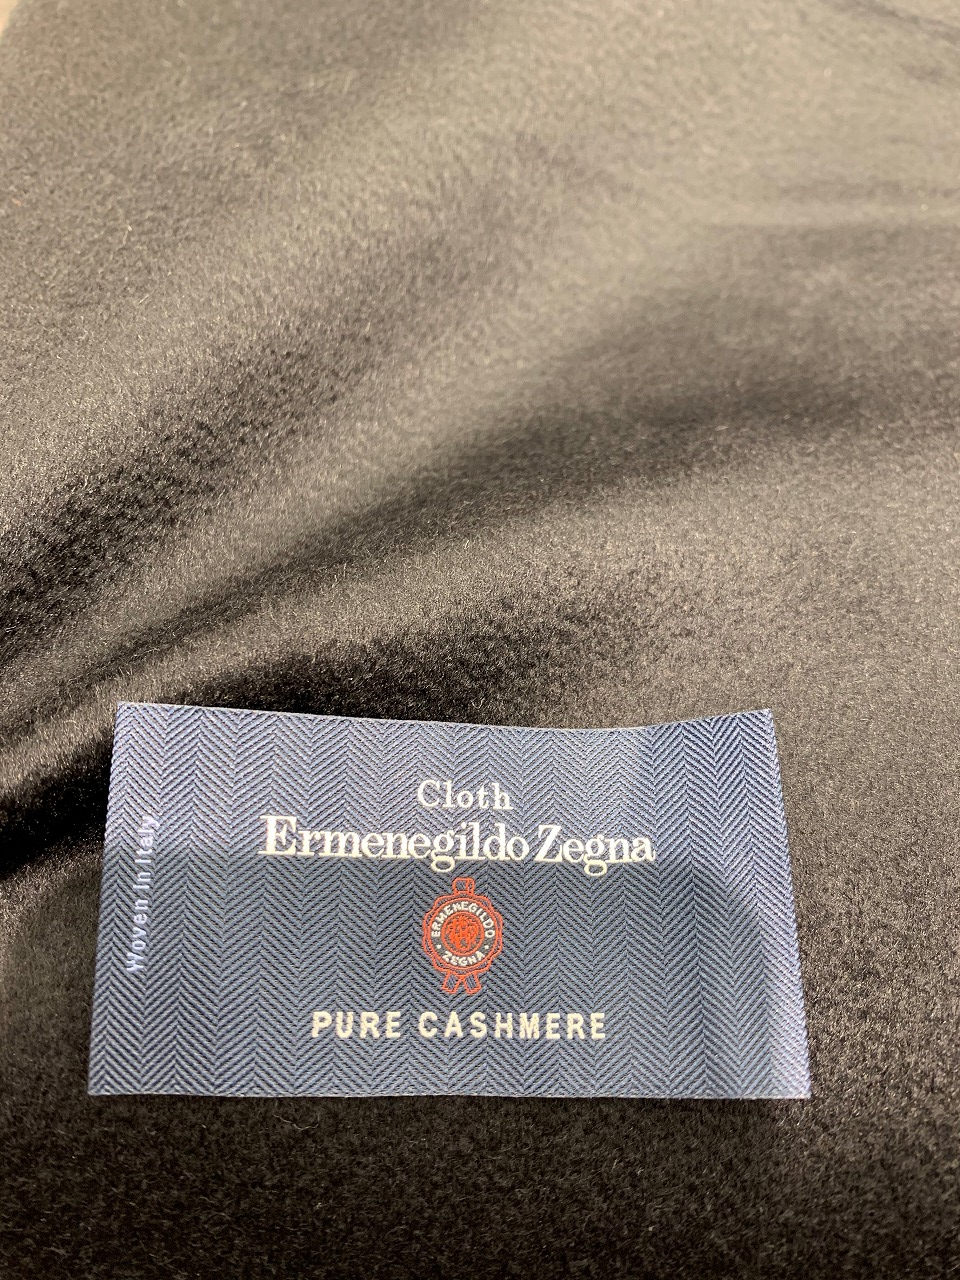 Cloth
Ermenegildo Zegna
ERMENEGILDO
ZEGNA
PURE CASHMERE
Woven in Italy